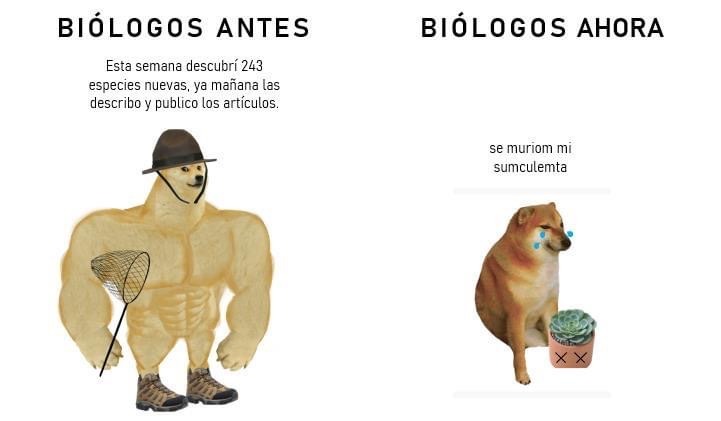 BIÓLOGOS ANTES
Esta semana descubrí 243
especies nuevas, ya mañana las
describo y publico los artículos.
BIÓLOGOS AHORA
se muriom mi
sumculemta